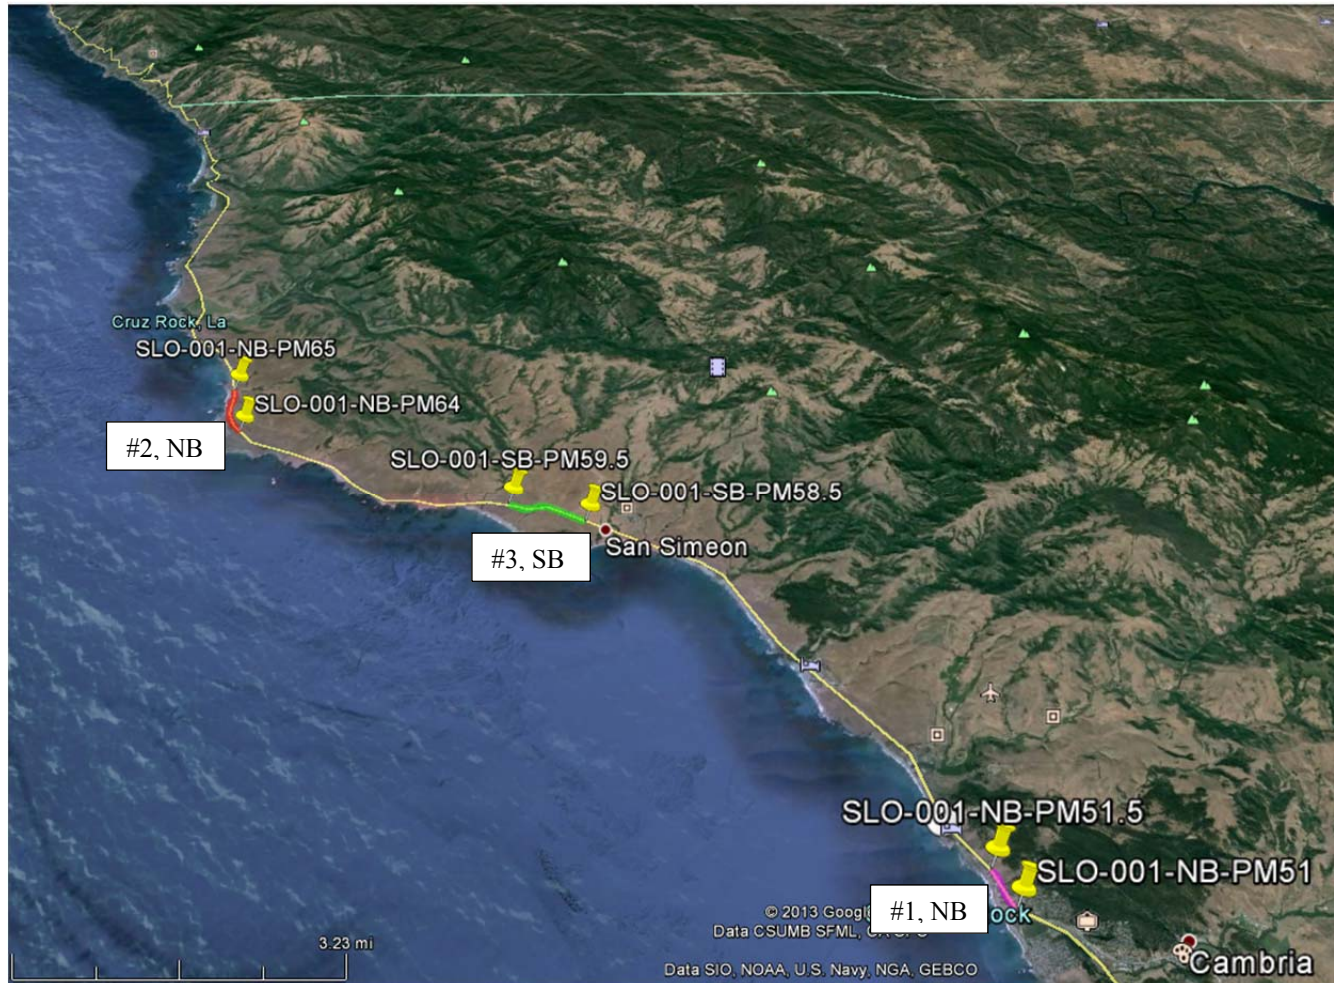 Cruz Rock, La
SLO-001-NB-PM65
SLO-001-NB-PM64
#2, NB
SLO-001-SB-PM59.5
SLO-001-SB-PM58.5
#3, SB
San Simeon
SLO-001-NB-PM51.5
SLO-001-NB-PM51
#1, NB
ock
© 2013 Googl
Data CSUMB SFML,
3.23 mi
Data SIO, NOAA, U.S. Navy, NGA, GEBCO
Cambria